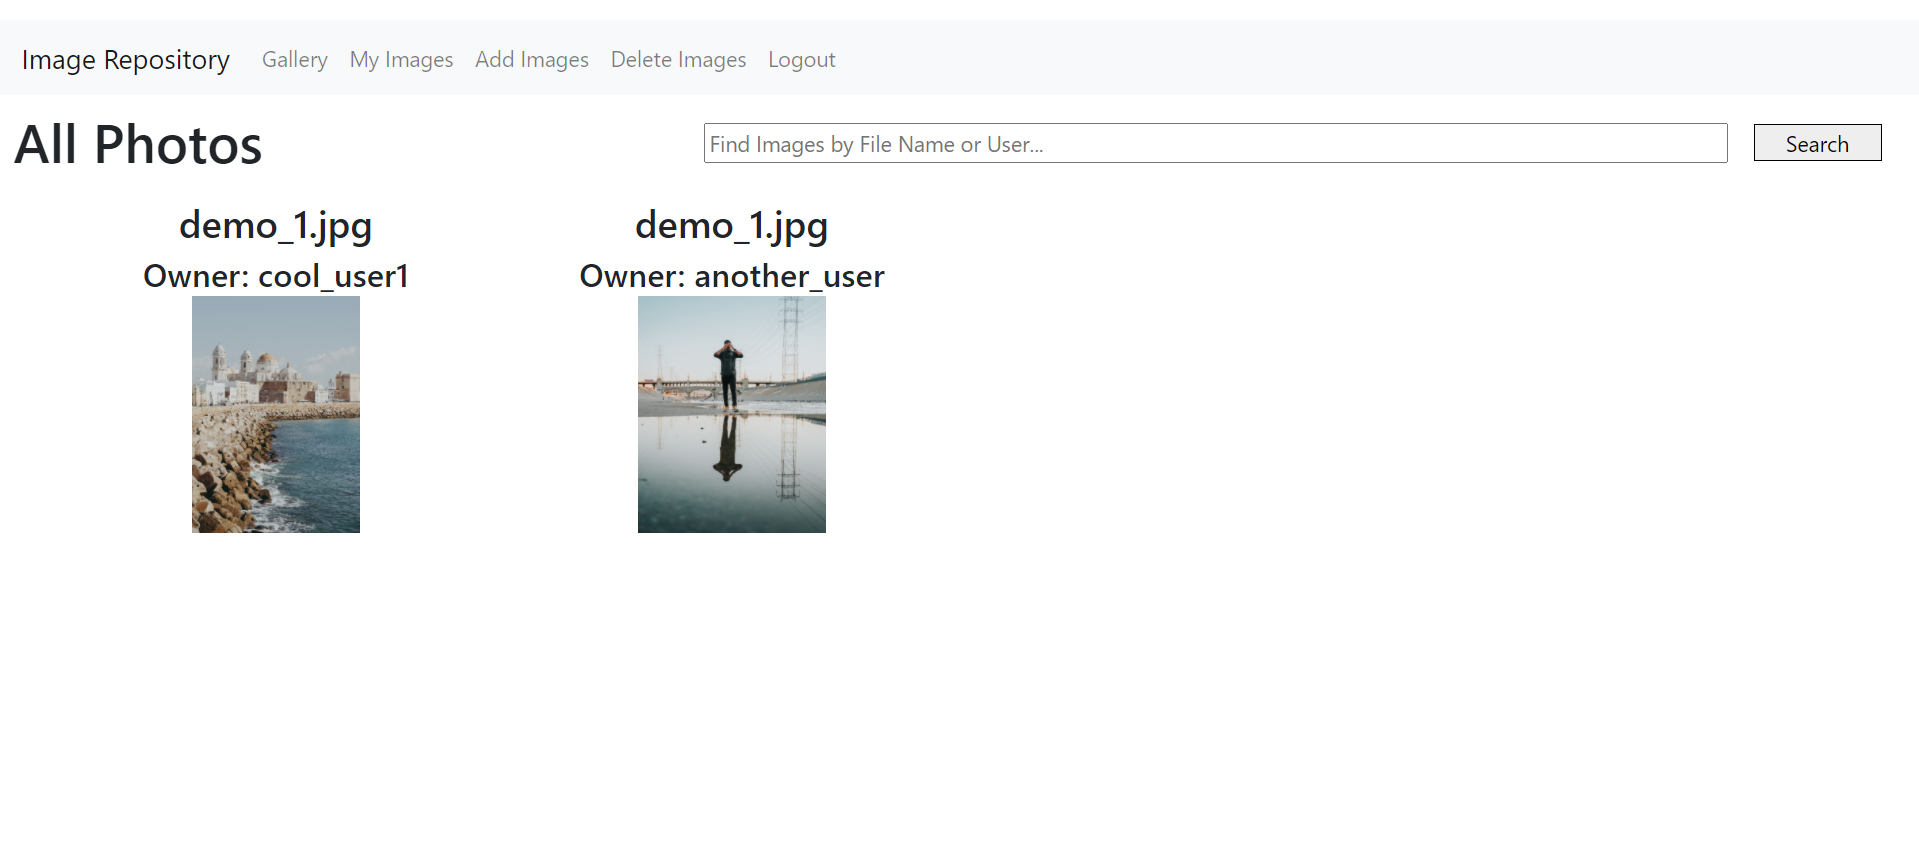 Image Repository Gallery My Images Add Images Delete Images Logout
All Photos
Find Images by File Name or User...
Search
demo_1.jpg
Owner: cool_user1
demo_1.jpg
Owner: another_user